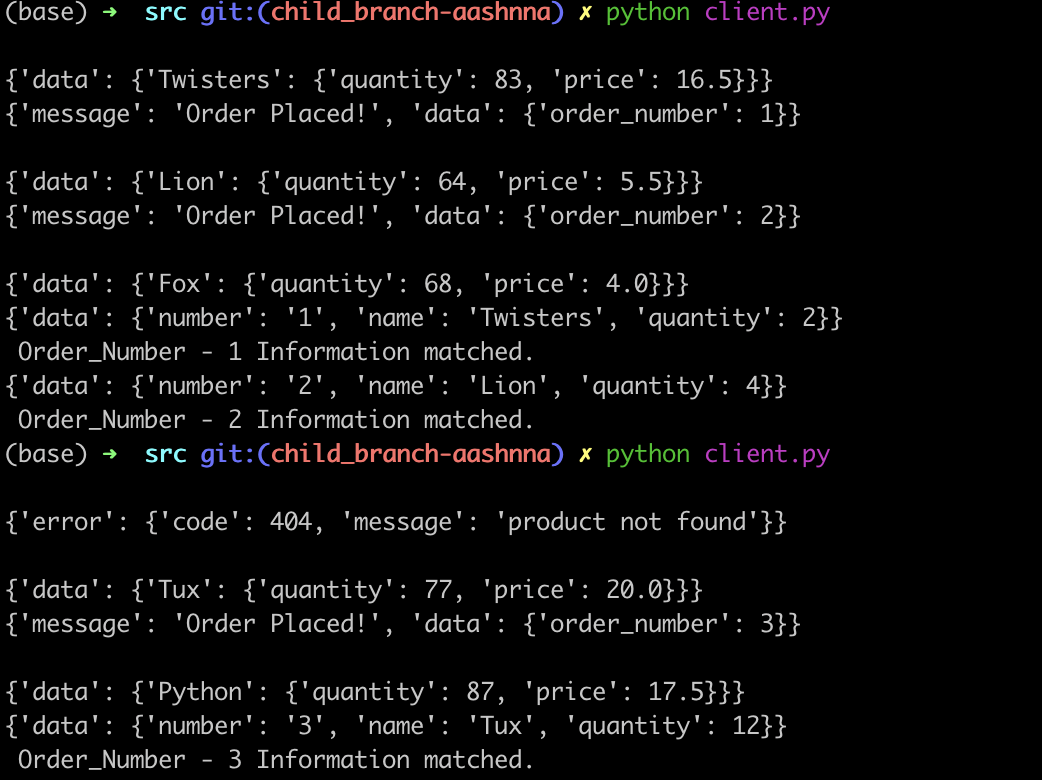 (base) ➜  src git:(child_branch-aashnna) ✗ python client.py
{'data': {'Twisters': {'quantity': 83, 'price': 16.5}}}
{'message': 'Order Placed!', 'data': {'order_number': 1}}
{'data': {'Lion': {'quantity': 64, 'price': 5.5}}}
{'message': 'Order Placed!', 'data': {'order_number': 2}}
{'data': {'Fox': {'quantity': 68, 'price': 4.0}}}
{'data': {'number': '1', 'name': 'Twisters', 'quantity': 2}}
 Order_Number - 1 Information matched.
{'data': {'number': '2', 'name': 'Lion', 'quantity': 4}}
 Order_Number - 2 Information matched.
(base) ➜  src git:(child_branch-aashnna) ✗ python client.py
{'error': {'code': 404, 'message': 'product not found'}}
{'data': {'Tux': {'quantity': 77, 'price': 20.0}}}
{'message': 'Order Placed!', 'data': {'order_number': 3}}
{'data': {'Python': {'quantity': 87, 'price': 17.5}}}
{'data': {'number': '3', 'name': 'Tux', 'quantity': 12}}
 Order_Number - 3 Information matched.